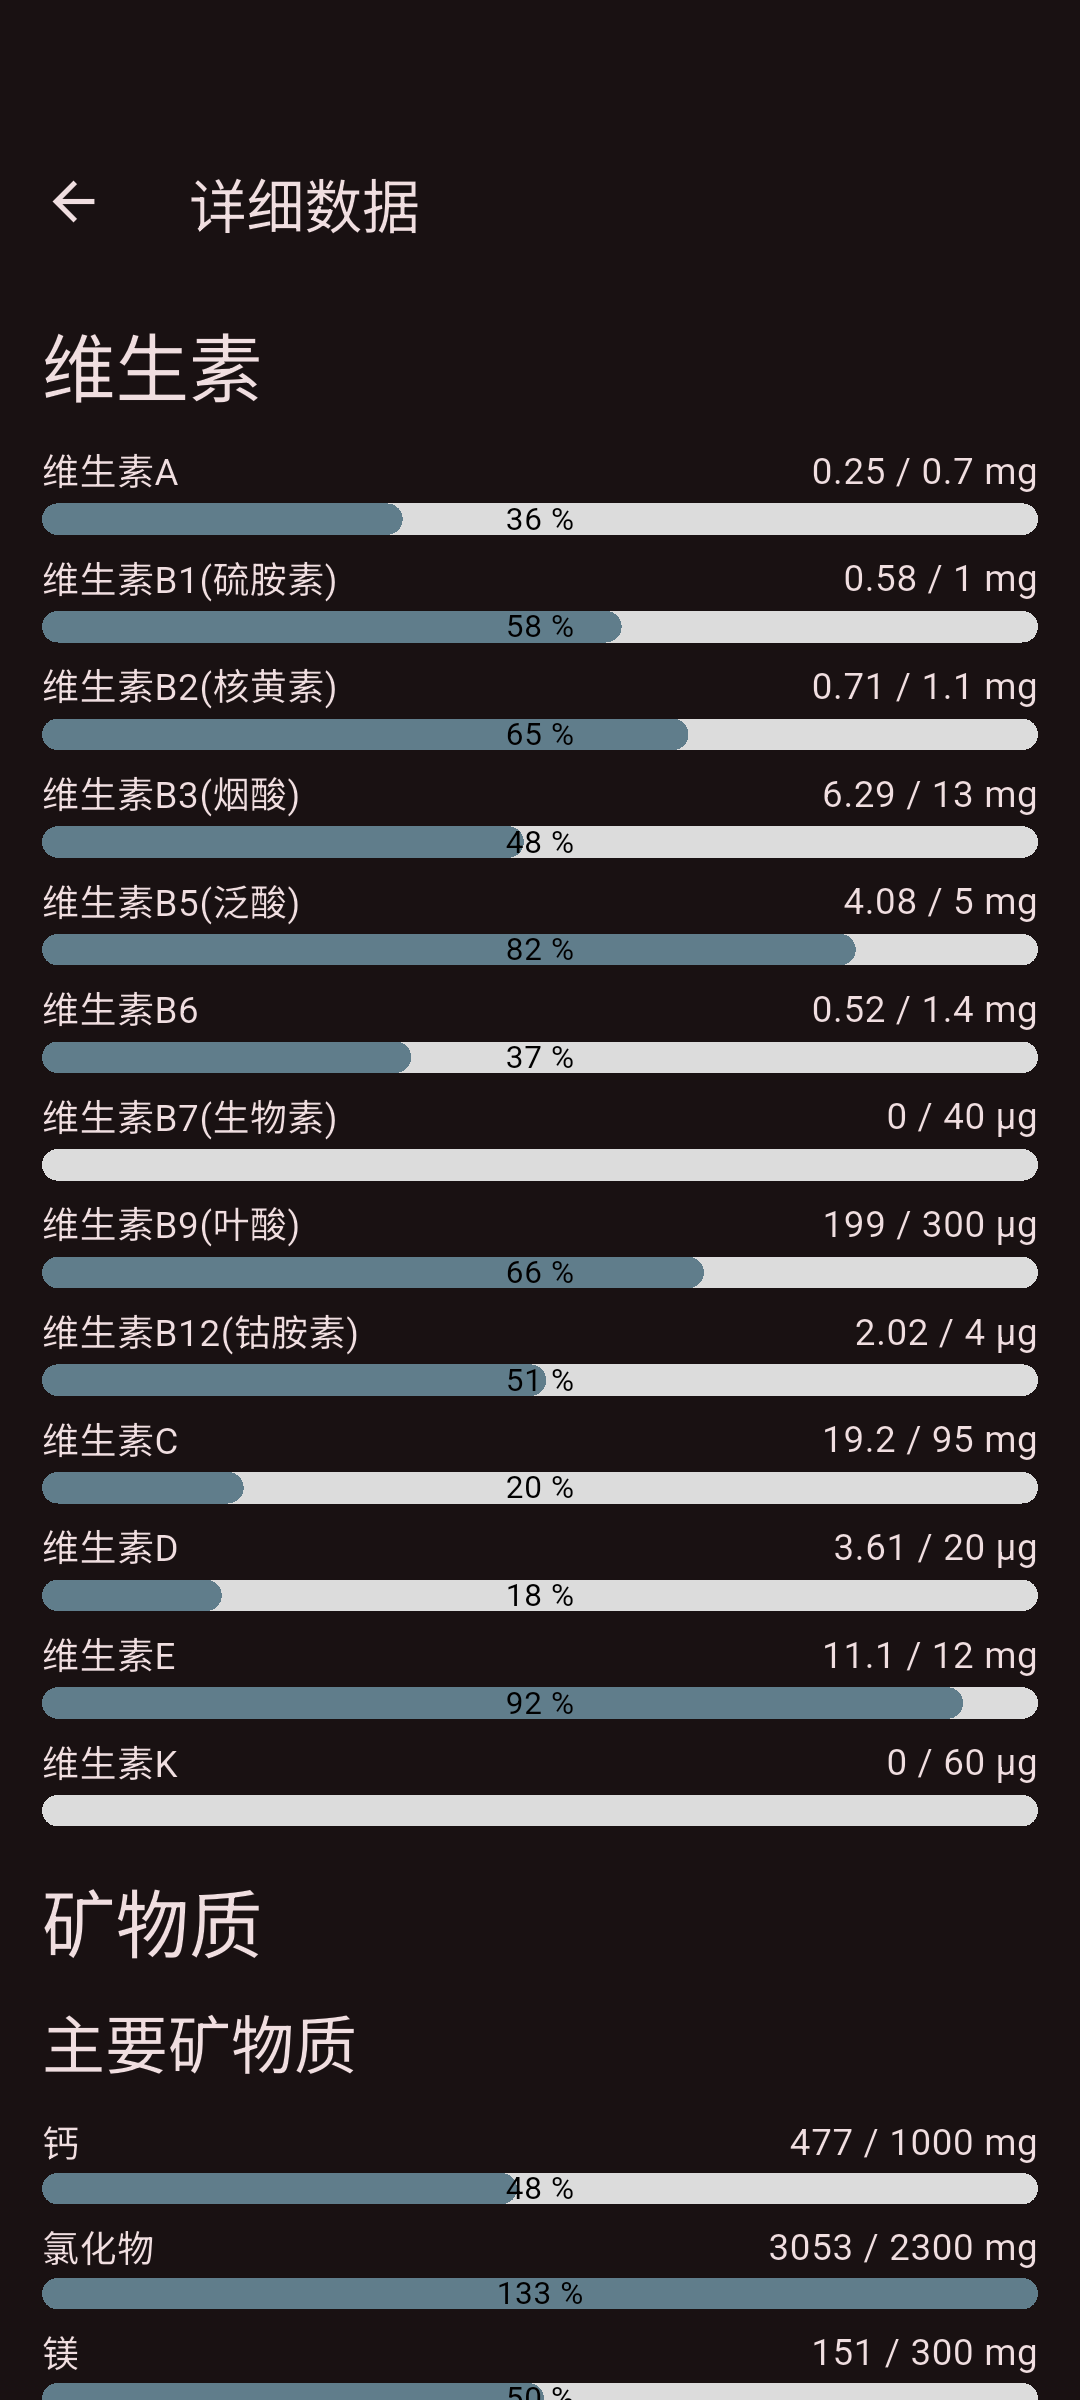 详细数据
维生素
维生素A 0.25 / 0.7 mg
36 %
维生素B1(硫胺素) 0.58 / 1 mg
58 %
维生素B2(核黄素) 0.71 / 1.1 mg
65 %
维生素B3(烟酸) 6.29 / 13 mg
48 %
维生素B5(泛酸) 4.08 / 5 mg
82 %
维生素B6 0.52 / 1.4 mg
37 %
维生素B7(生物素) 0 / 40 µg
维生素B9(叶酸) 199 / 300 µg
66 %
维生素B12(钴胺素) 2.02 / 4 µg
51 %
维生素C 19.2 / 95 mg
20 %
维生素D 3.61 / 20 µg
18 %
维生素E 11.1 / 12 mg
92 %
维生素K 0 / 60 µg
矿物质
主要矿物质
钙 477 / 1000 mg
48 %
氯化物 3053 / 2300 mg
133 %
镁 151 / 300 mg
50 %